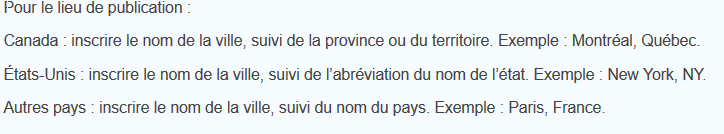 Pour le lieu de publication :
Canada : inscrire le nom de la ville, suivi de la province ou du territoire. Exemple : Montréal, Québec.
États-Unis : inscrire le nom de la ville, suivi de l’abréviation du nom de l’état. Exemple : New York, NY.
Autres pays : inscrire le nom de la ville, suivi du nom du pays. Exemple : Paris, France.